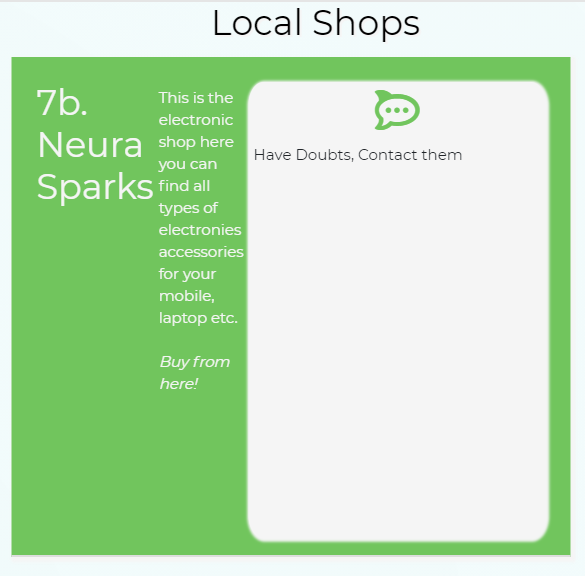 Local Shops
7b.
Neura
Sparks
This is the
electronic
shop here
you can
find all
types of
electronies
accessories
for your
mobile,
laptop etc.
Buy from
here!
Have Doubts, Contact them